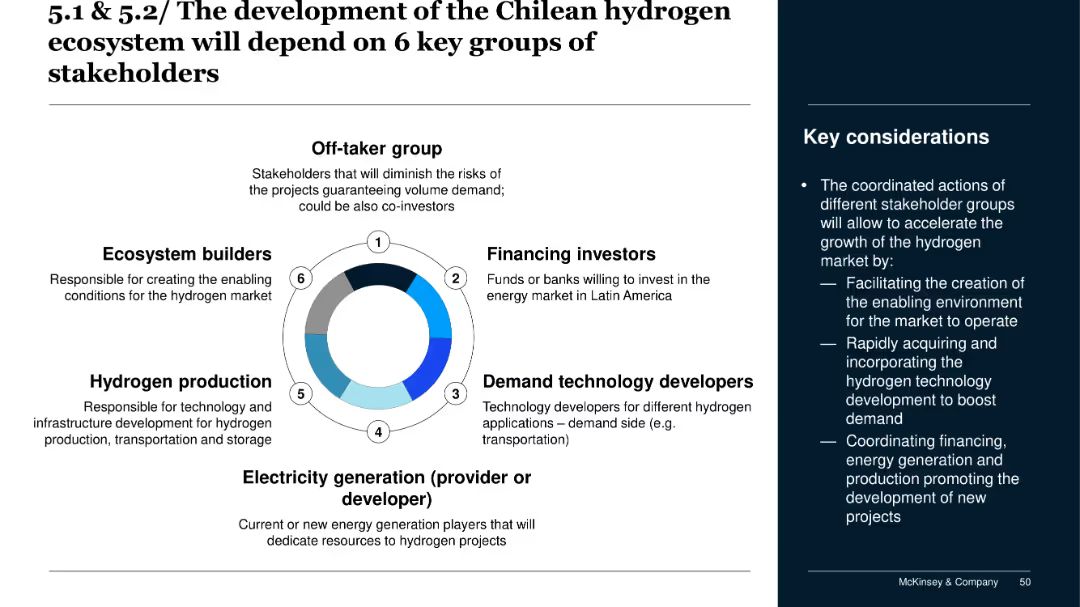 5.1 & 5.2/ The development of the Chilean hydrogen
ecosystem will depend on 6 key groups of
stakeholders
Off-taker group
Stakeholders that will diminish the risks of
the projects guaranteeing volume demand;
could be also co-investors
1
Financing investors
Funds or banks willing to invest in the
energy market in Latin America
2
Demand technology developers
Technology developers for different hydrogen
applications – demand side (e.g.
transportation)
3
Electricity generation (provider or
developer)
Current or new energy generation players that will
dedicate resources to hydrogen projects
4
Hydrogen production
Responsible for technology and
infrastructure development for hydrogen
production, transportation and storage
5
Ecosystem builders
Responsible for creating the enabling
conditions for the hydrogen market
6
Key considerations
• The coordinated actions of
different stakeholder groups
will allow to accelerate the
growth of the hydrogen
market by:
— Facilitating the creation of
the enabling environment
for the market to operate
— Rapidly acquiring and
incorporating the
hydrogen technology
development to boost
demand
— Coordinating financing,
energy generation and
production promoting the
development of new
projects
McKinsey & Company 50